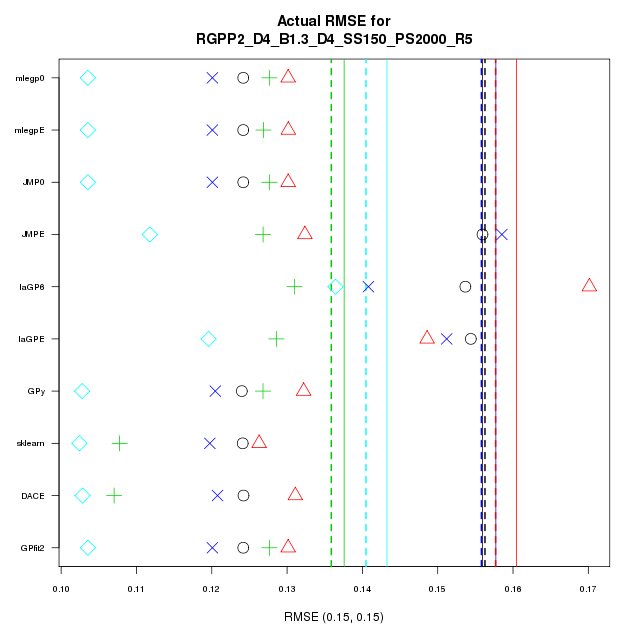 Actual RMSE for
RGPP2_D4_B1.3_D4_SS150_PS2000_R5
mlegp0
mlegpE
JMP0
JMPE
laGP6
laGPE
GPy
sklearn
DACE
GPfit2
0.10 0.11 0.12 0.13 0.14 0.15 0.16 0.17
RMSE (0.15, 0.15)